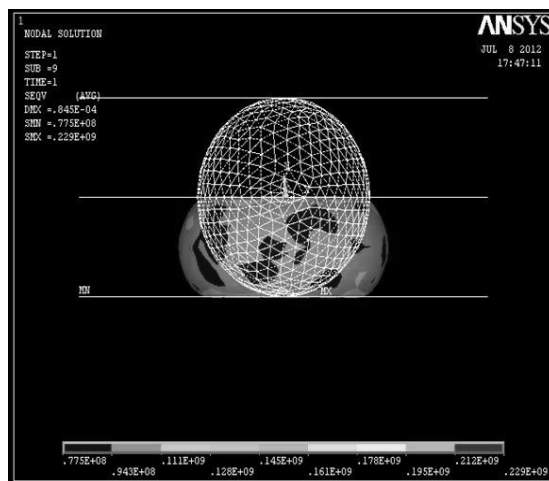 1
NODAL SOLUTION
STEP=1
SUB =9
TIME=1
SEQV (AVG)
DMX =.845E-04
SMN =.775E+08
SMX =.229E+09
ANSYS
JUL 8 2012
17:47:11
MN
MX
.775E+08 .111E+09 .145E+09 .178E+09 .212E+09
.943E+08 .128E+09 .161E+09 .195E+09 .229E+09